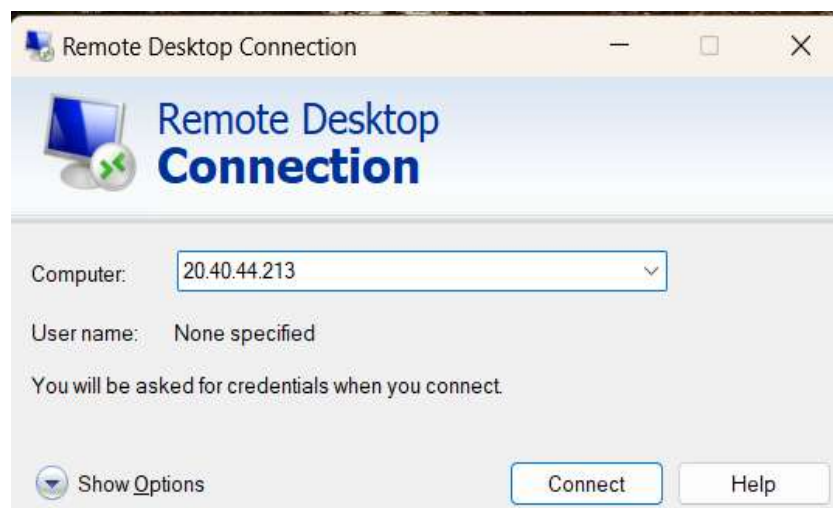 Remote Desktop Connection
Remote Desktop
Connection
Computer: 20.40.44.213
User name: None specified
You will be asked for credentials when you connect.
Show Options Connect Help